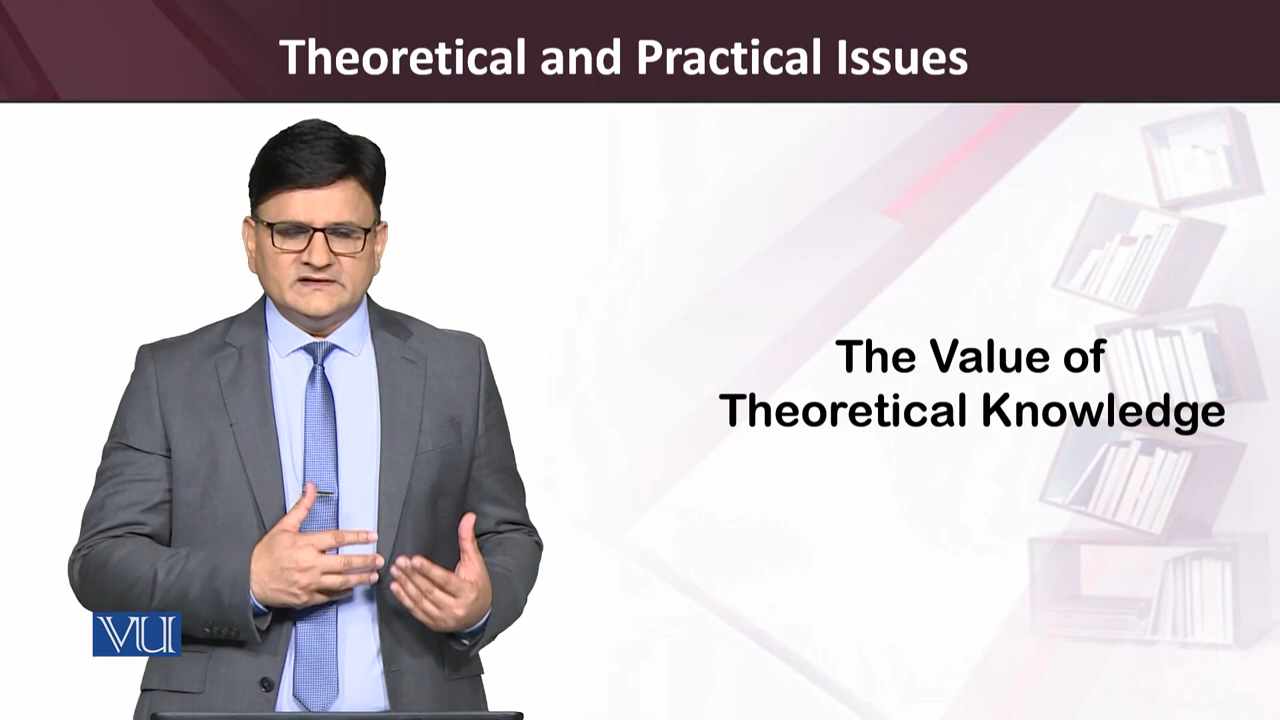 Theoretical and Practical Issues
The Value of
Theoretical Knowledge
VU